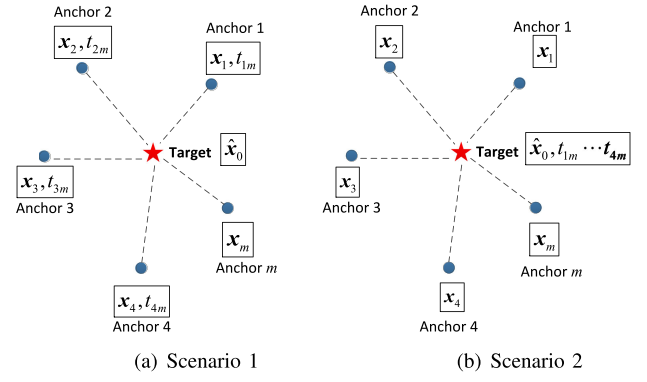 Anchor 2
x₂, t₂ₘ
Anchor 1
x₁, t₁ₘ
Target
x̂₀
x₃, t₃ₘ
Anchor 3
xₘ
Anchor m
x₄, t₄ₘ
Anchor 4
(a) Scenario 1
Anchor 2
x₂
Anchor 1
x₁
Target
x̂₀, t₁ₘ ⋯ t₄ₘ
x₃
Anchor 3
xₘ
Anchor m
x₄
Anchor 4
(b) Scenario 2